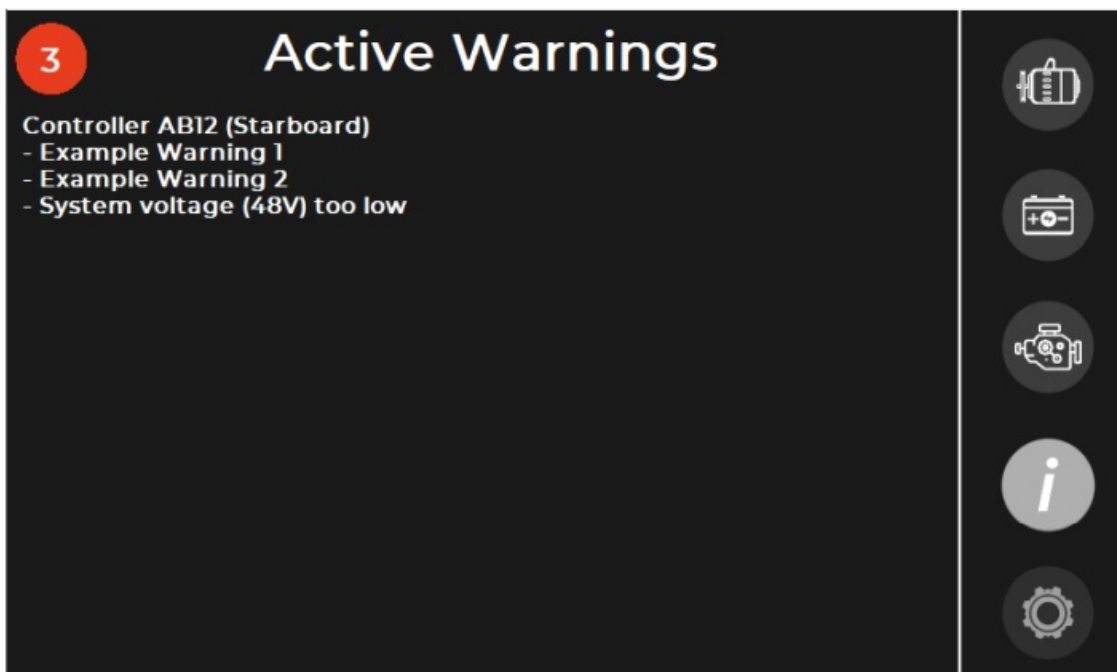 3
Active Warnings
Controller AB12 (Starboard)
- Example Warning 1
- Example Warning 2
- System voltage (48V) too low
+ -
i